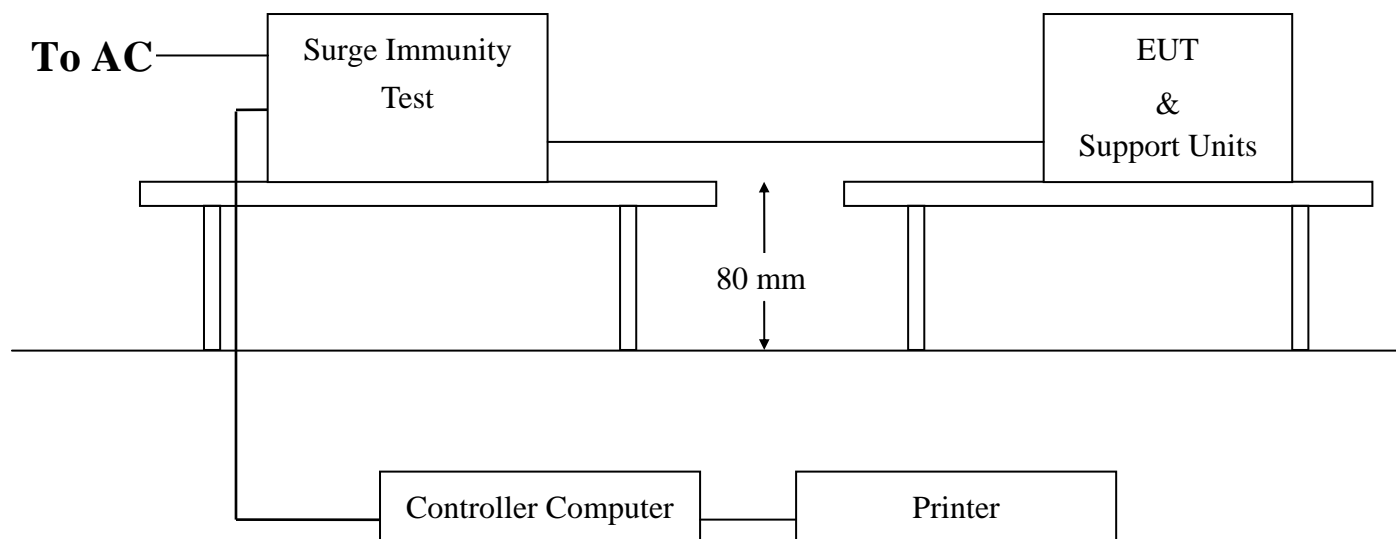 To AC
Surge Immunity
Test
EUT
&
Support Units
80 mm
Controller Computer
Printer